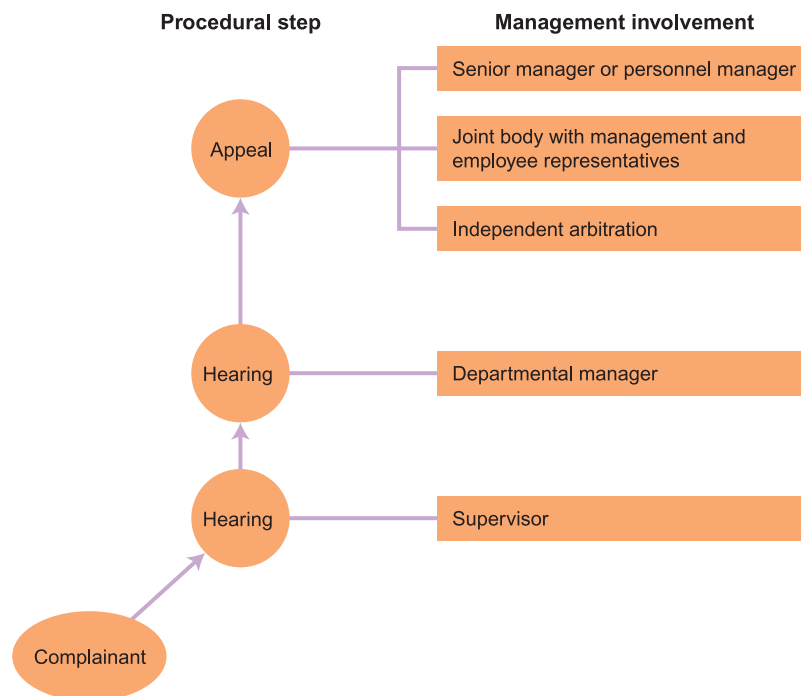 Procedural step
Management involvement
Senior manager or personnel manager
Appeal
Joint body with management and
employee representatives
Independent arbitration
Hearing
Departmental manager
Hearing
Supervisor
Complainant